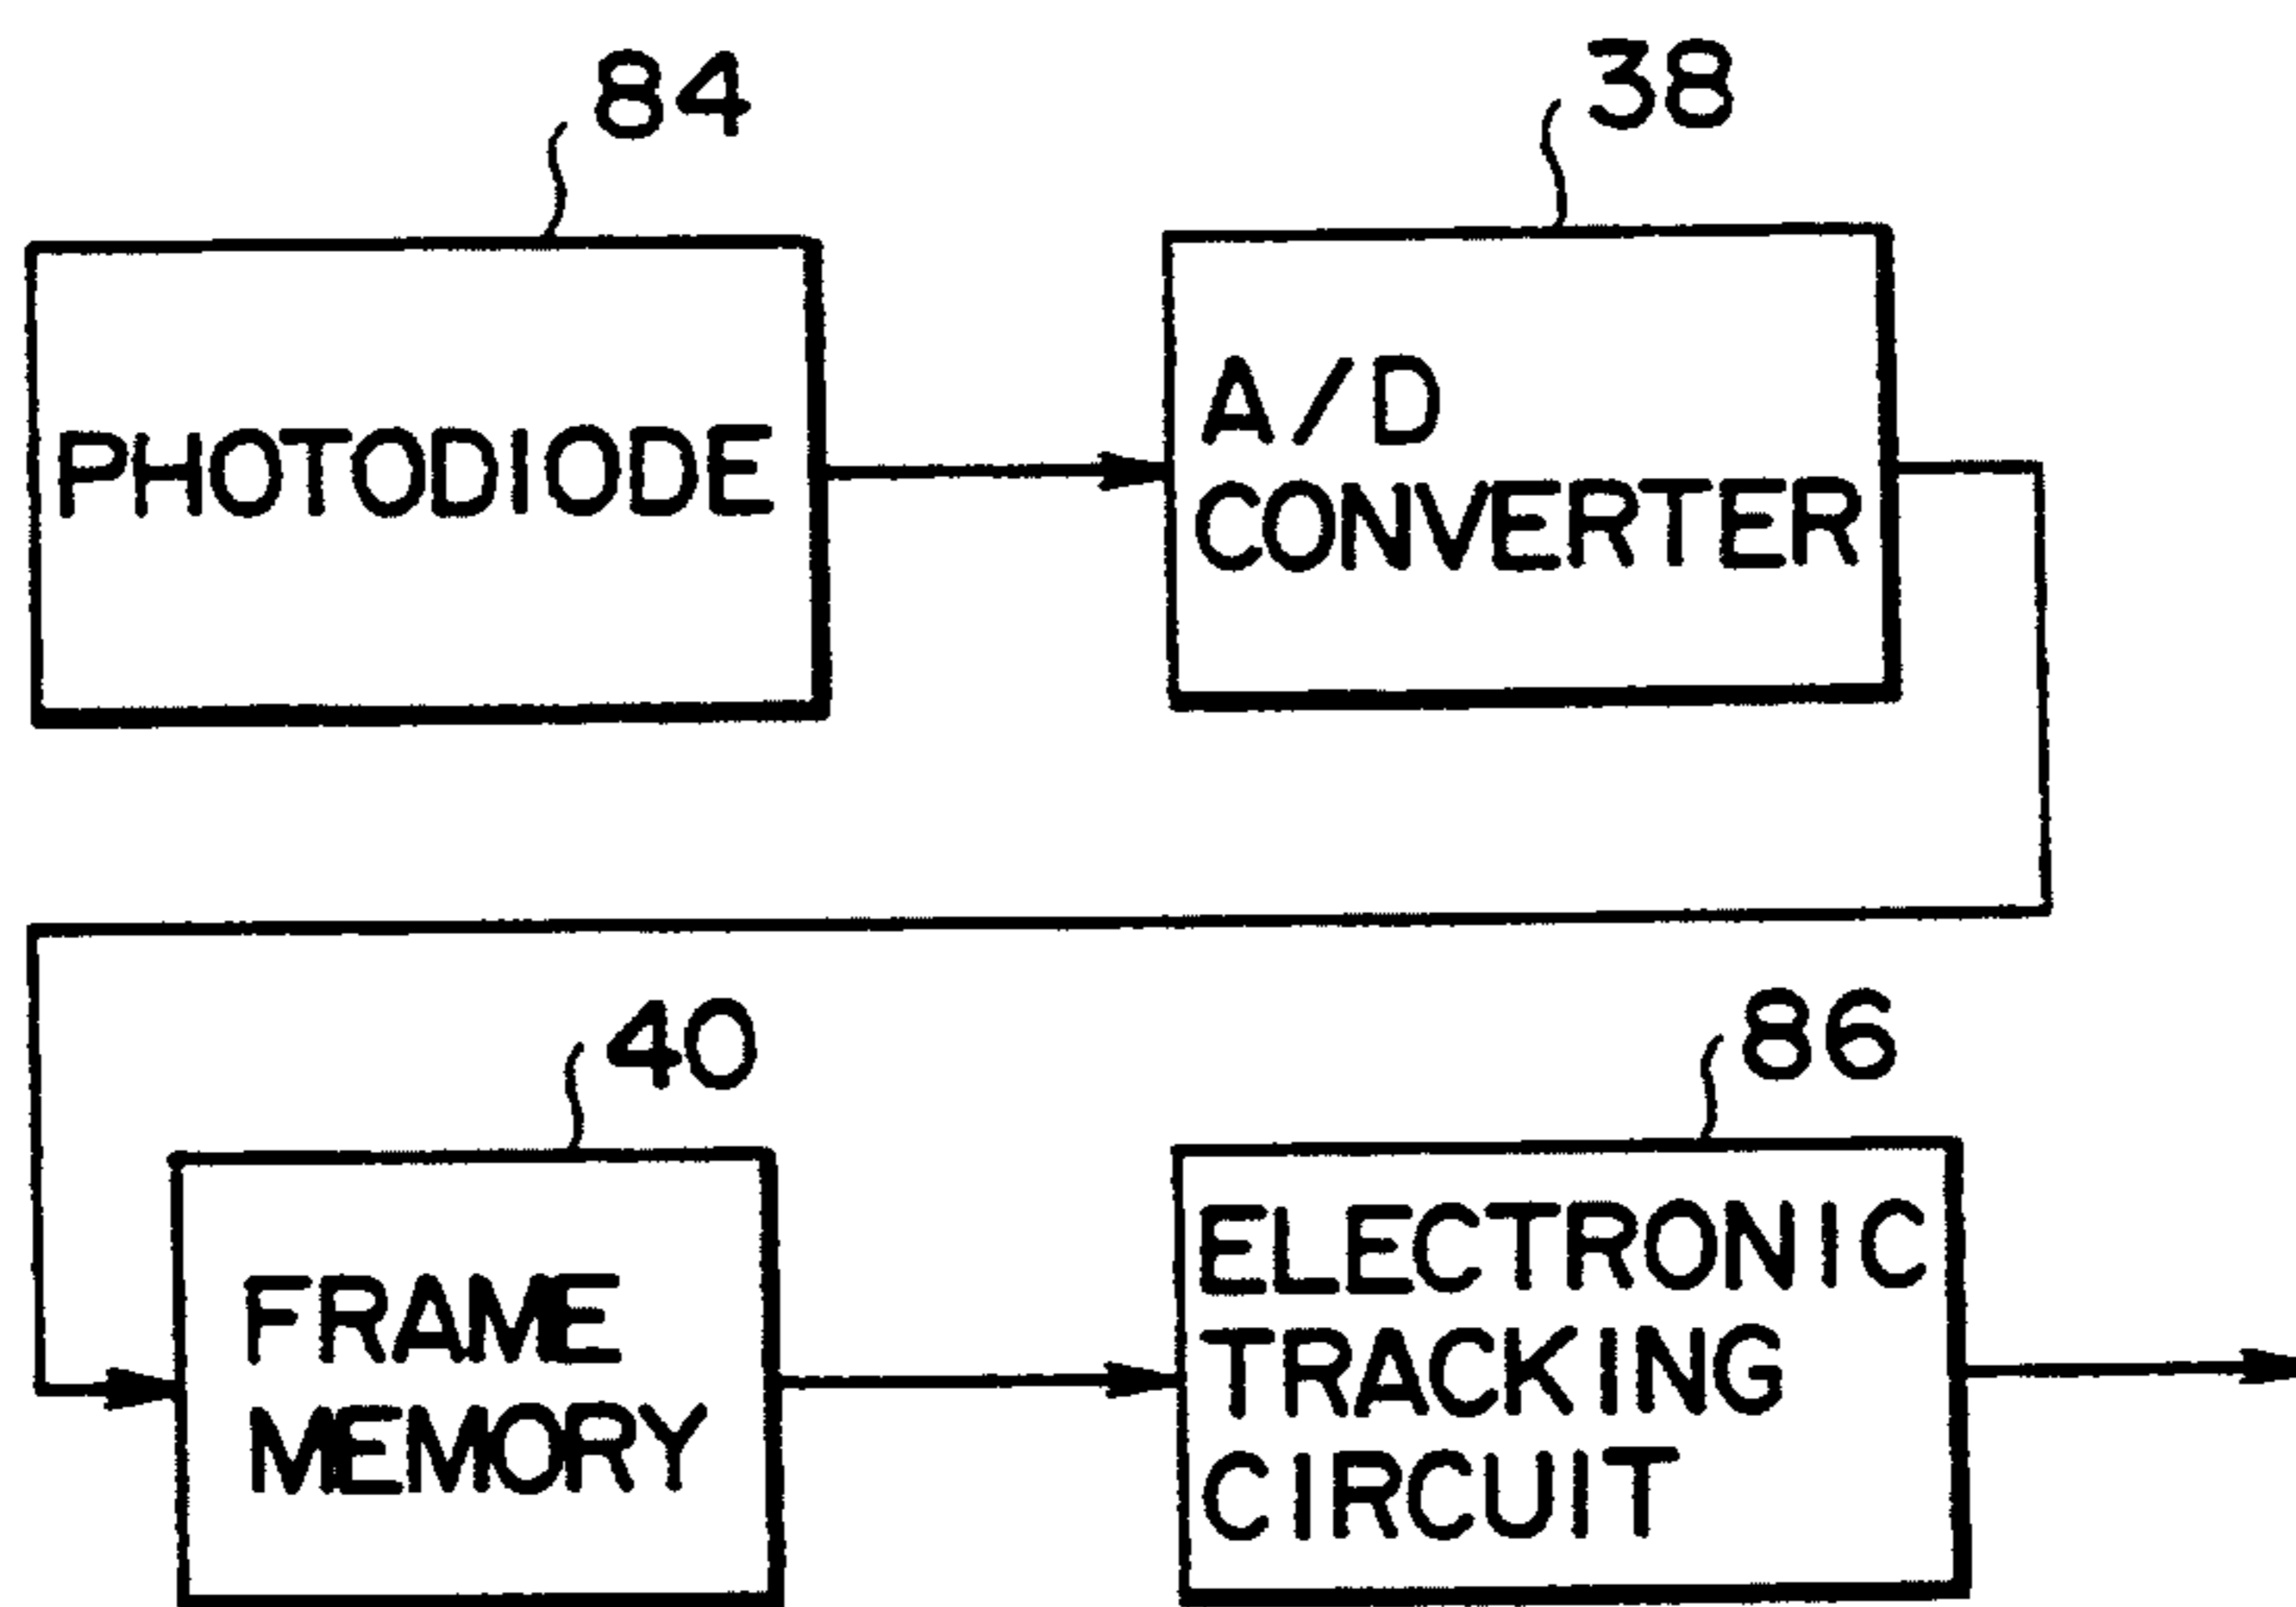 84
38
PHOTODIODE
A/D
CONVERTER
40
86
FRAME
MEMORY
ELECTRONIC
TRACKING
CIRCUIT